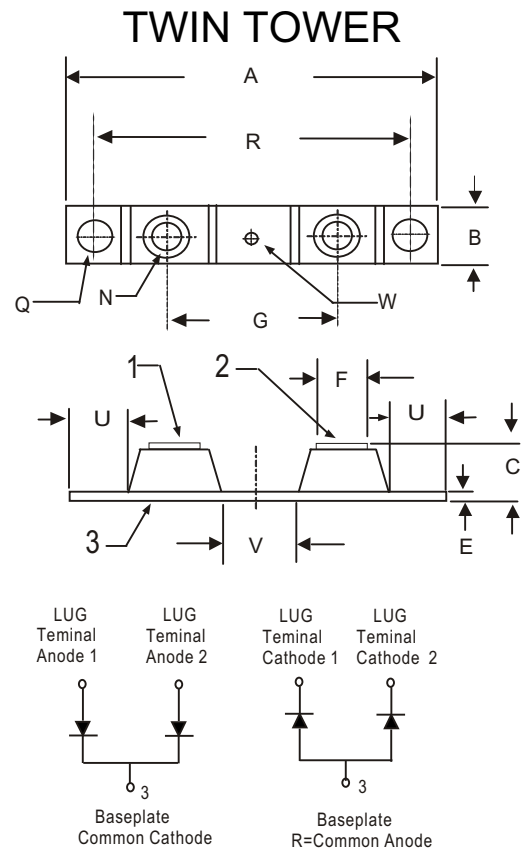 TWIN TOWER
A
R
B
Q
N
G
W
1
2
F
U
U
C
3
V
E
LUG
Teminal
Anode 1
LUG
Teminal
Anode 2
LUG
Teminal
Cathode 1
LUG
Teminal
Cathode 2
3
Baseplate
Common Cathode
3
Baseplate
R=Common Anode